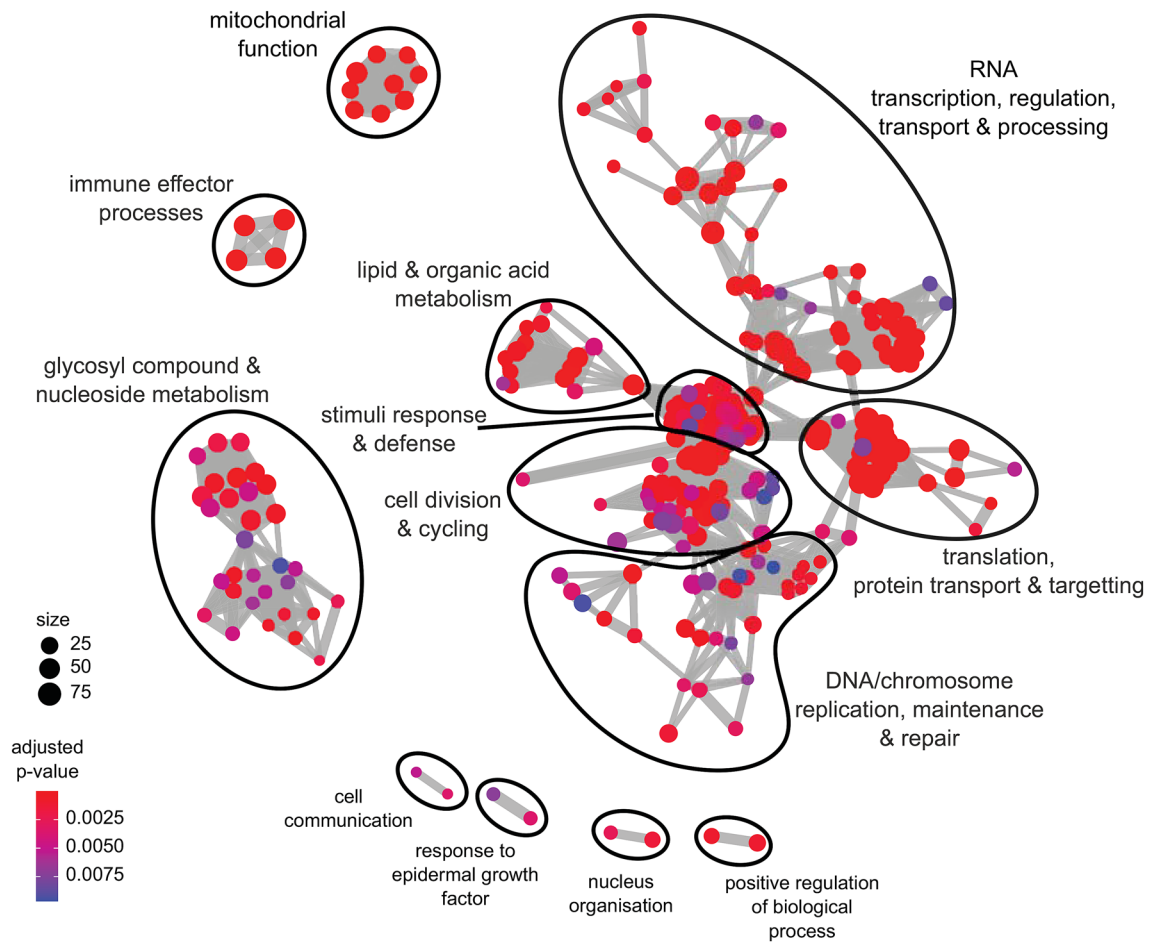 mitochondrial
function
RNA
transcription, regulation,
transport & processing
immune effector
processes
lipid & organic acid
metabolism
glycosyl compound &
nucleoside metabolism
stimuli response
& defense
cell division
& cycling
translation,
protein transport & targetting
size
25
50
75
DNA/chromosome
replication, maintenance
& repair
adjusted
p-value
0.0025
0.0050
0.0075
cell
communication
response to
epidermal growth
factor
nucleus
organisation
positive regulation
of biological
process